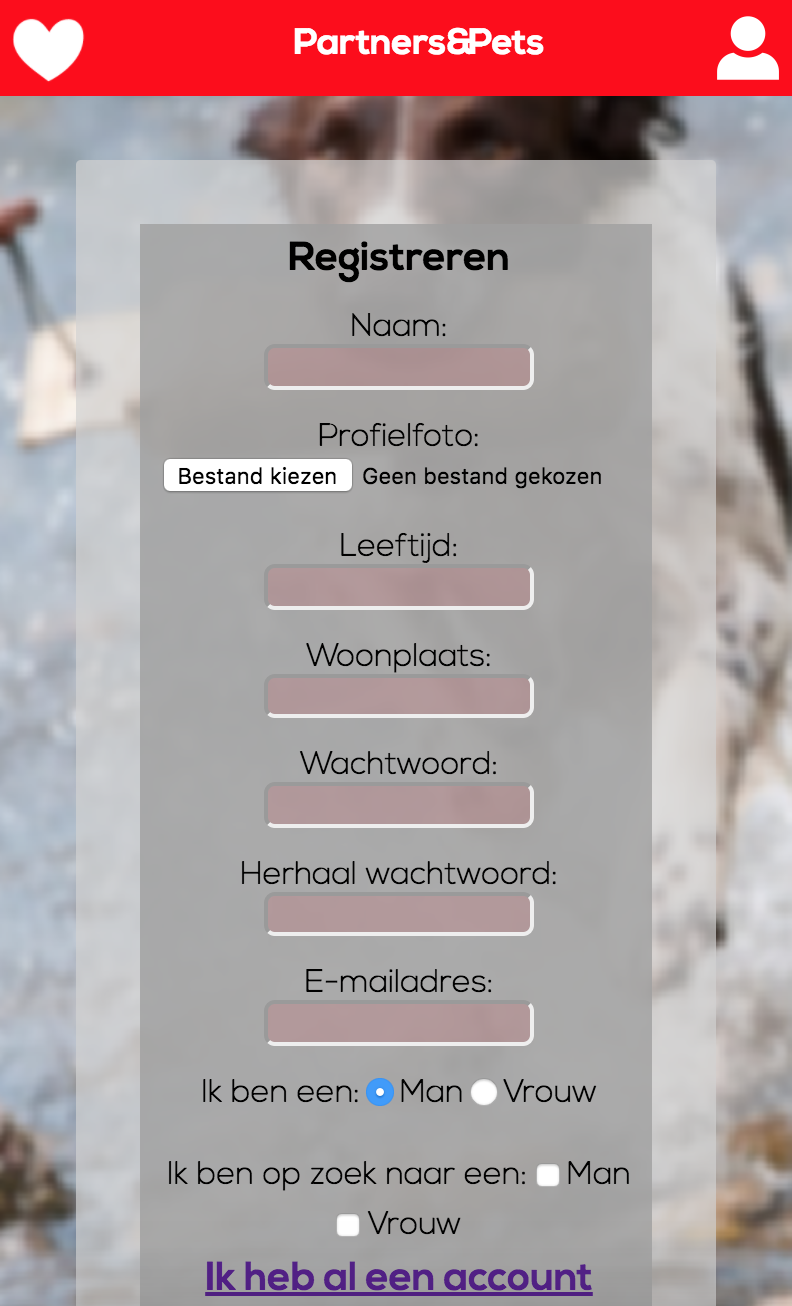 Partners&Pets
Registreren
Naam:
Profielfoto:
Bestand kiezen Geen bestand gekozen
Leeftijd:
Woonplaats:
Wachtwoord:
Herhaal wachtwoord:
E-mailadres:
Ik ben een: Man Vrouw
Ik ben op zoek naar een: Man
Vrouw
Ik heb al een account